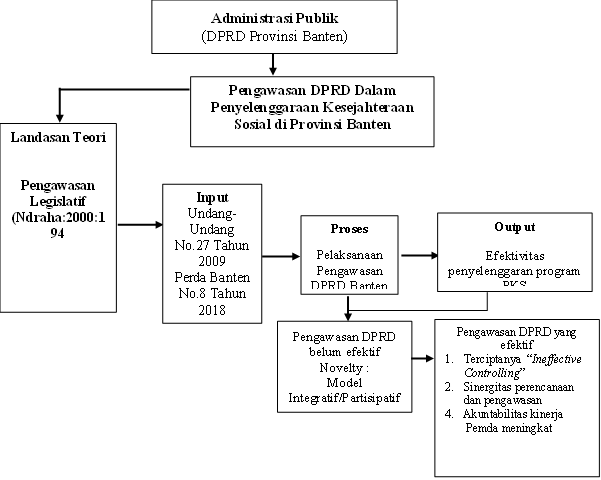 Administrasi Publik
(DPRD Provinsi Banten)
Pengawasan DPRD Dalam
Penyelenggaraan Kesejahteraan
Sosial di Provinsi Banten
Landasan Teori
Pengawasan
Legislatif
(Ndraha:2000:1
94
Input
Undang-
Undang
No.27 Tahun
2009
Perda Banten
No.8 Tahun
2018
Proses
Pelaksanaan
Pengawasan
DPRD Banten
Output
Efektivitas
penyelenggaran program
PKS
Pengawasan DPRD
belum efektif
Novelty :
Model
Integratif/Partisipatif
Pengawasan DPRD yang
efektif
1. Terciptanya “Ineffective
Controlling”
2. Sinergitas perencanaan
dan pengawasan
4. Akuntabilitas kinerja
Pemda meningkat